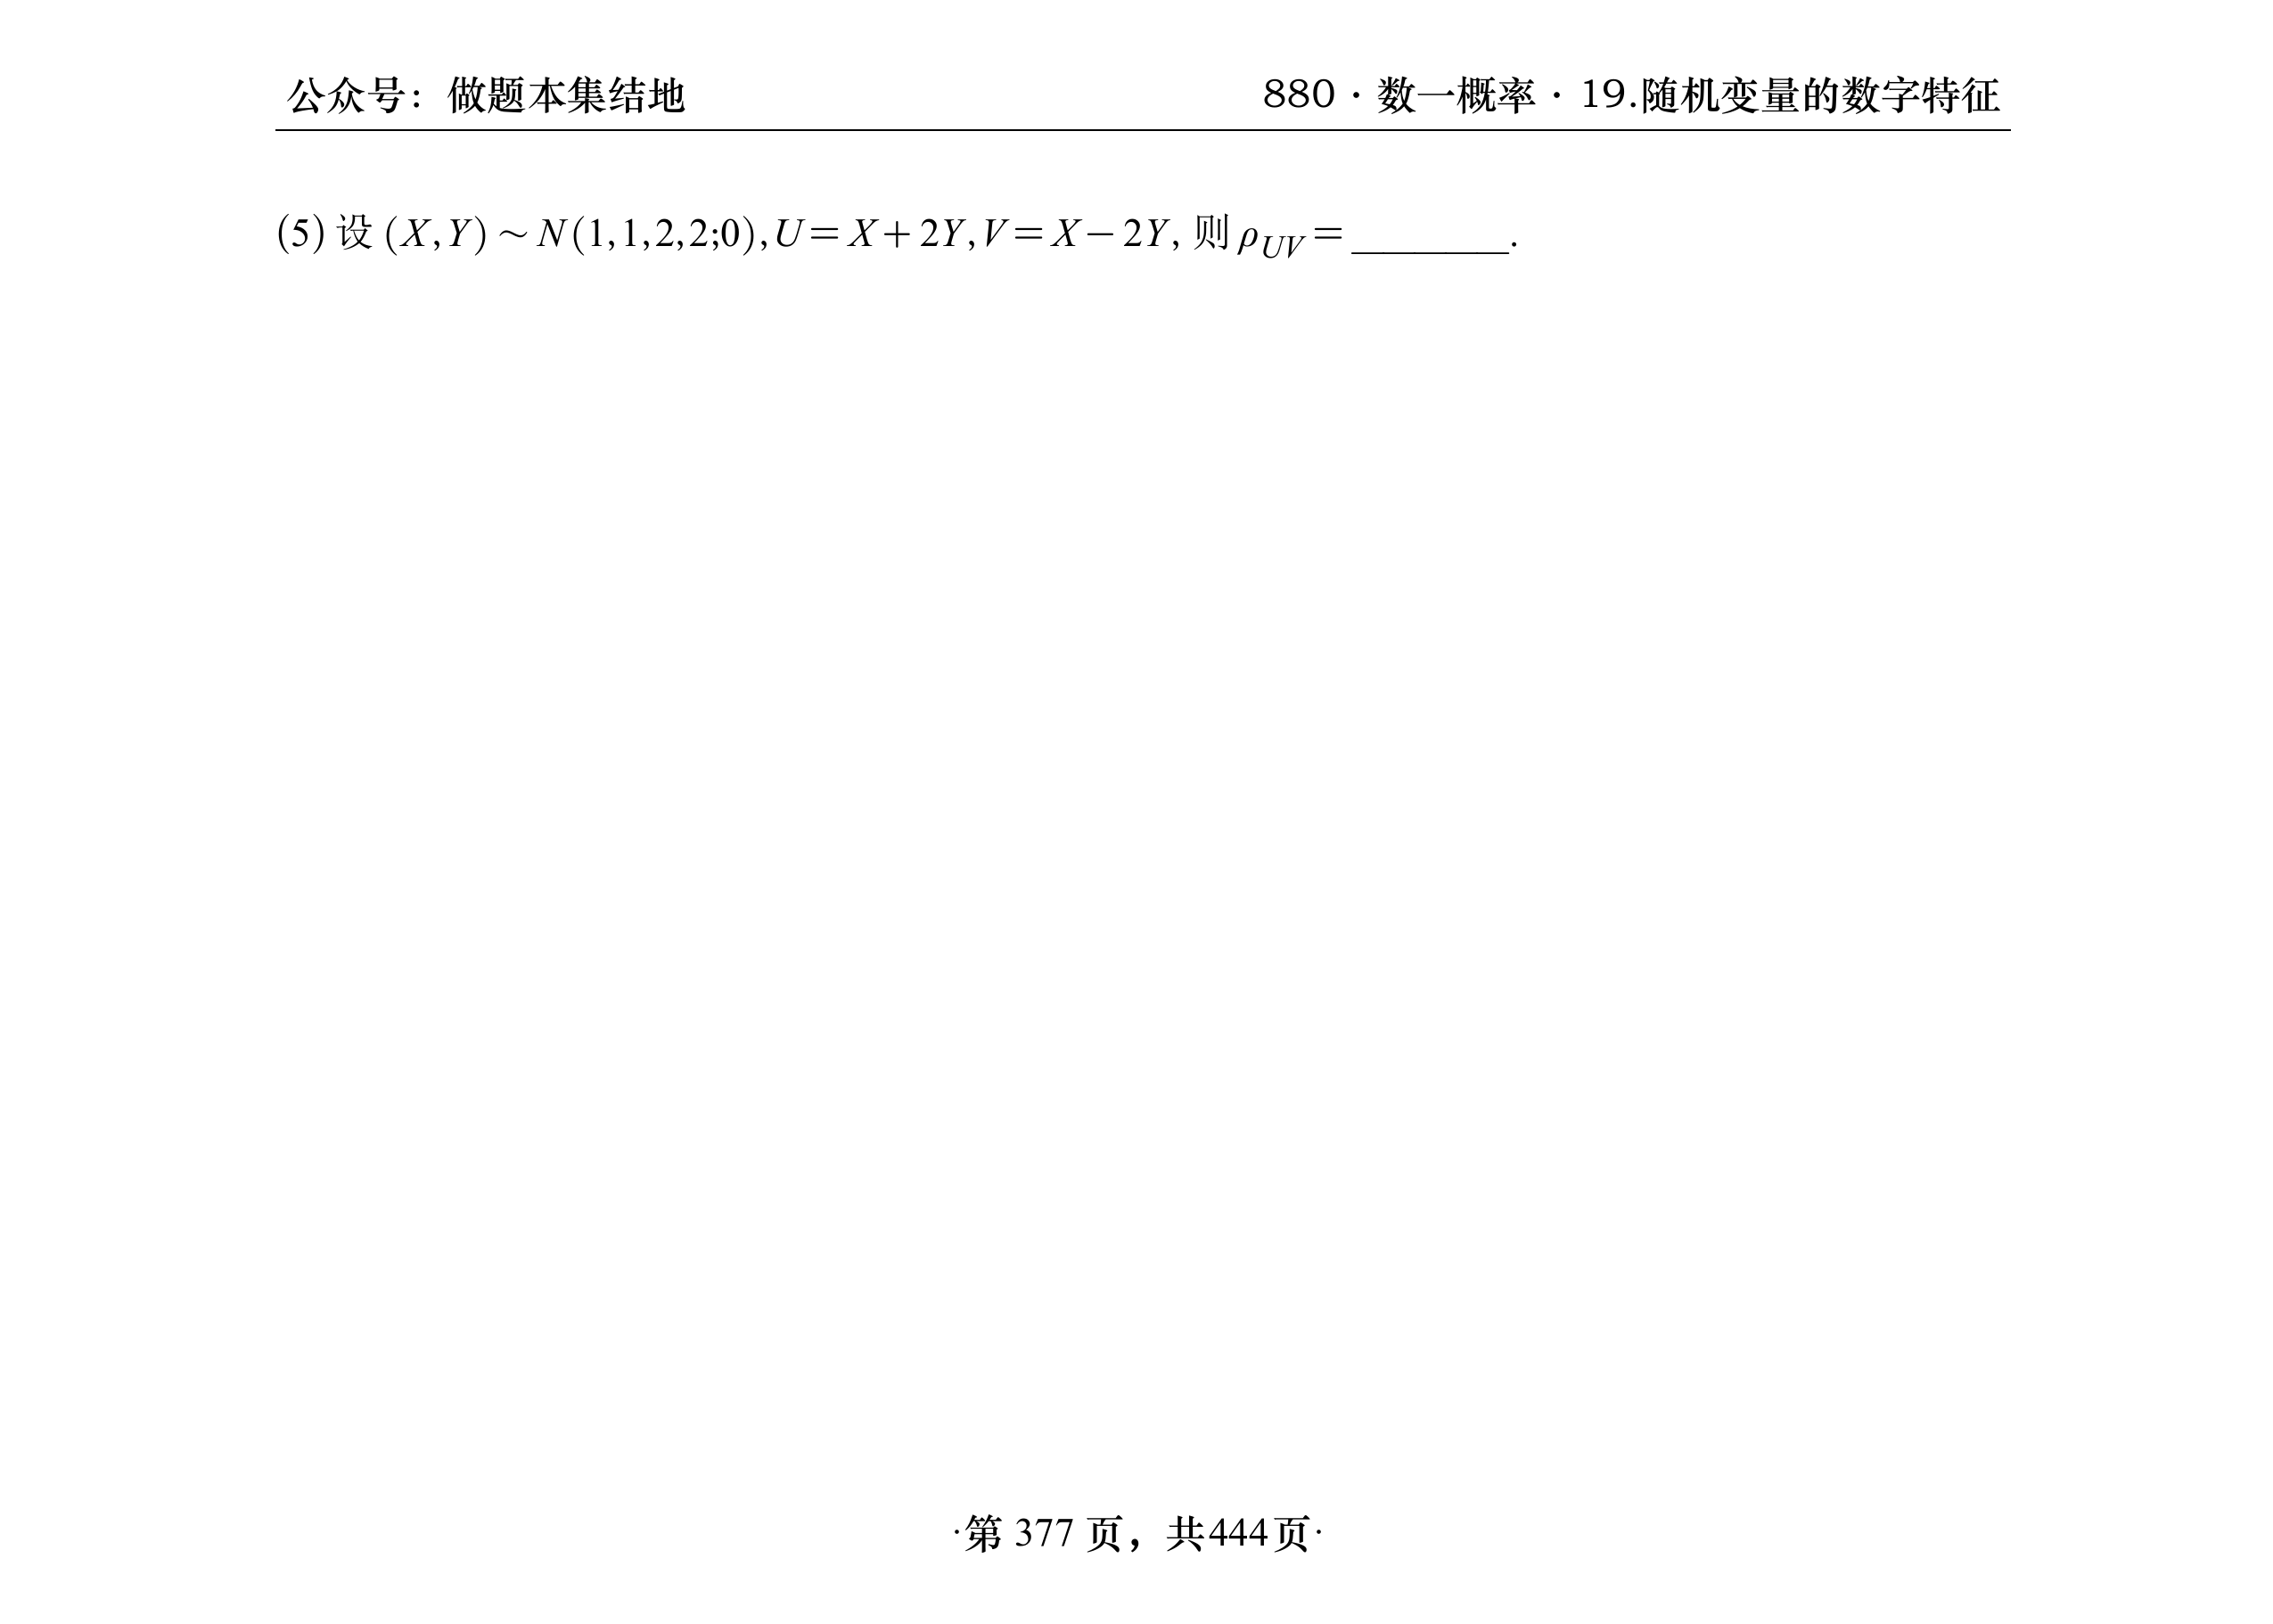 公众号：做题本集结地
880 · 数一概率 · 19.随机变量的数字特征
(5) 设 (X,Y) ~ N(1,1,2,2;0), U=X+2Y, V=X-2Y, 则 ρ_{UV} = ________.
·第 377 页，共444页·